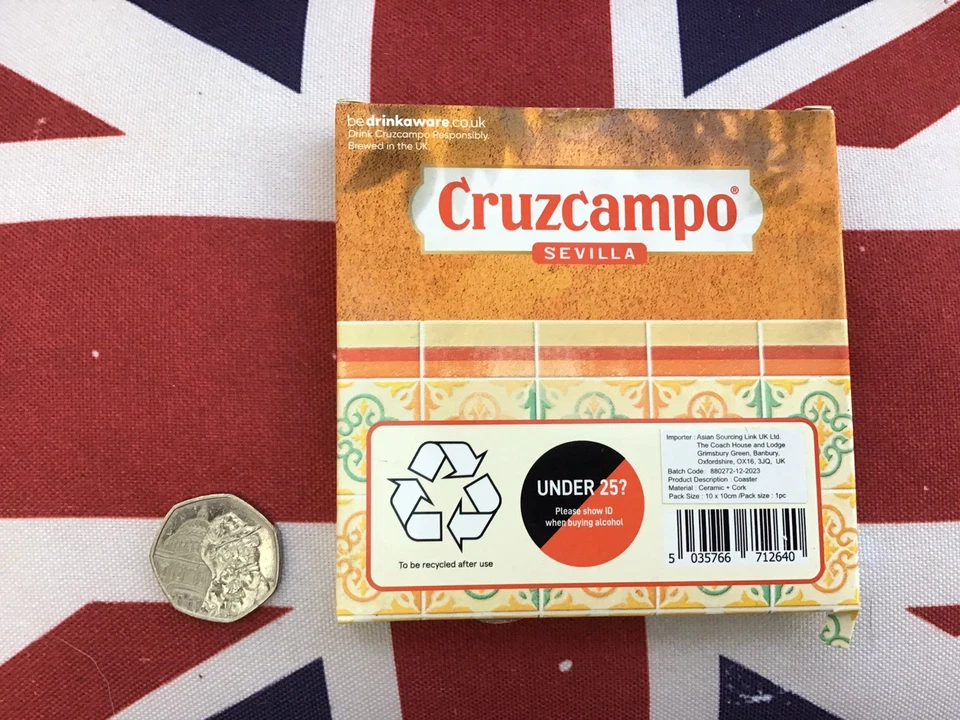 bedrinkaware.co.uk
Drink Cruzcampo Responsibly.
Brewed in the UK.
Cruzcampo®
SEVILLA
To be recycled after use
UNDER 25?
Please show ID
when buying alcohol
Importer : Asian Sourcing Link UK Ltd.
The Coach House and Lodge
Grimsbury Green, Banbury,
Oxfordshire, OX16, 3JQ, UK
Batch Code : 880272-12-2023
Product Description : Coaster
Material : Ceramic + Cork
Pack Size : 10 x 10cm /Pack size : 1pc
5 035766 712640